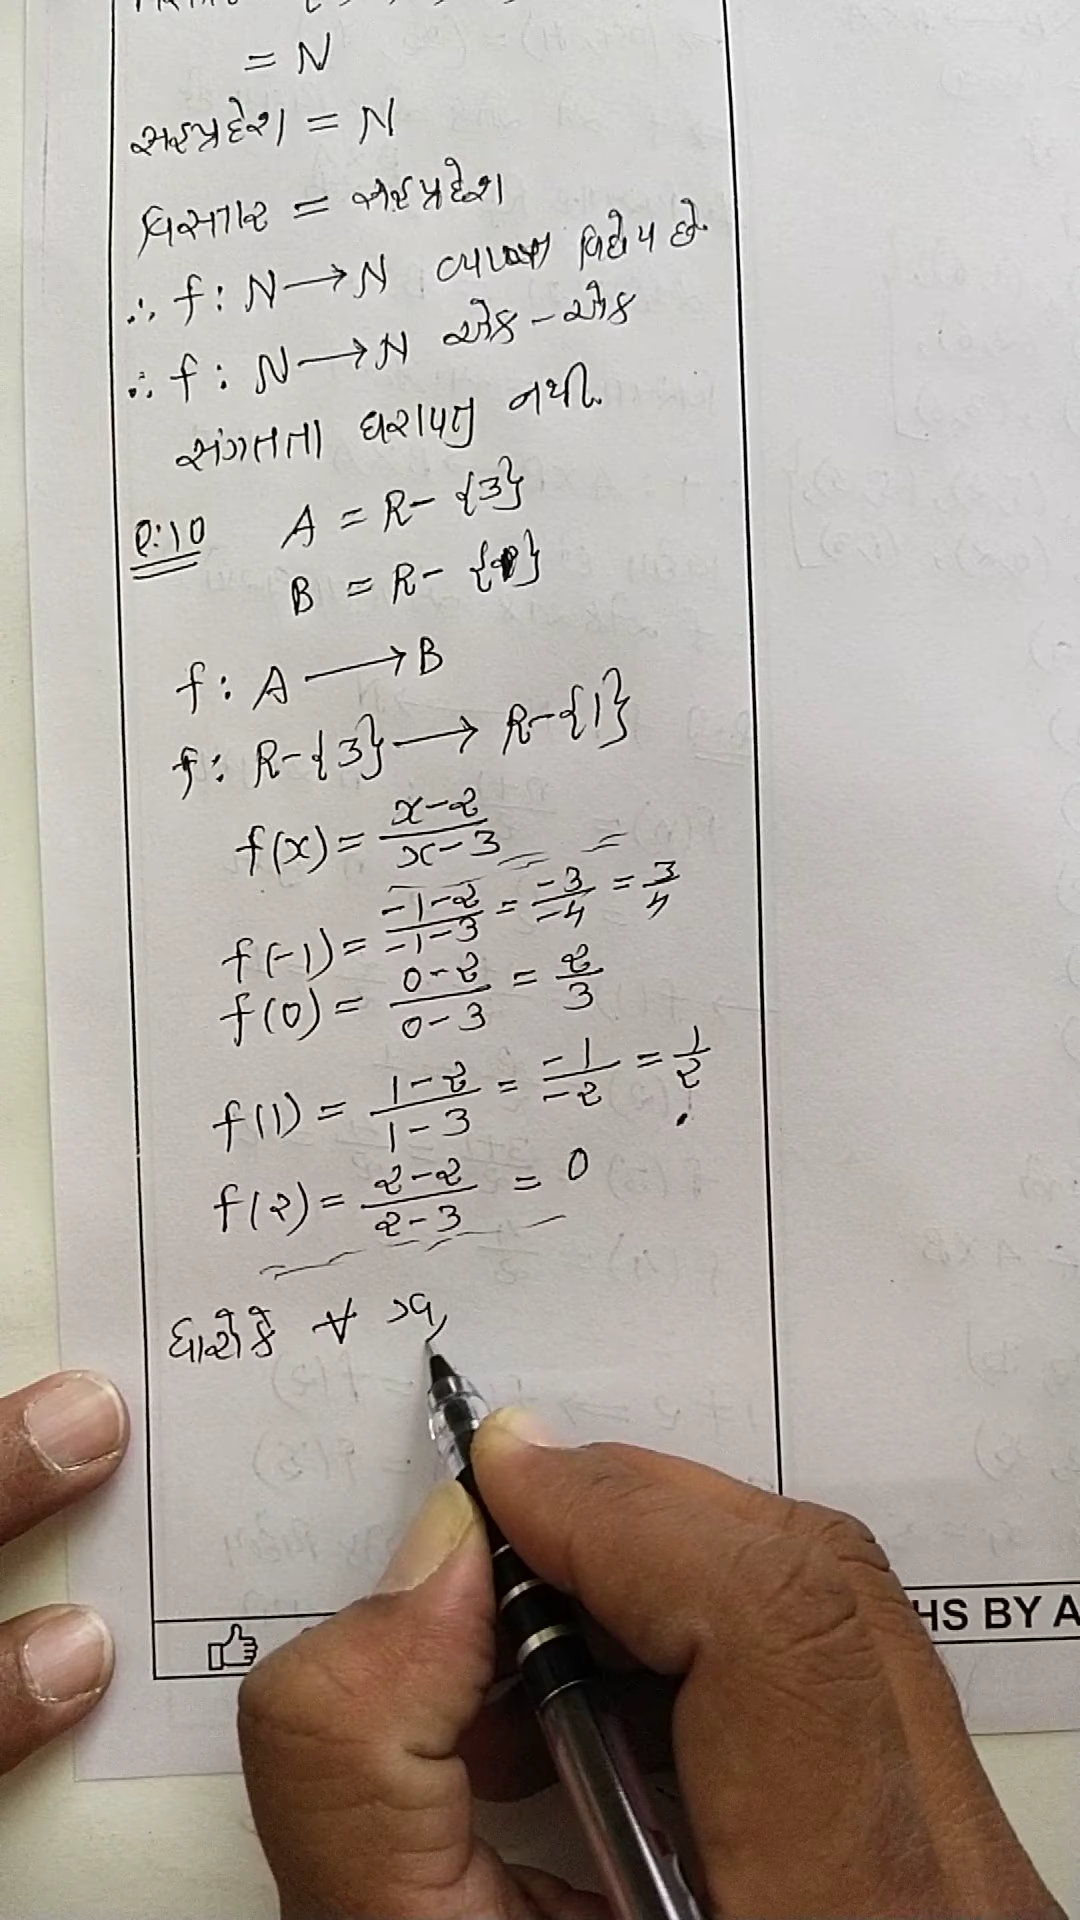 = N
સહપ્રદેશ = N
વિસ્તાર = સહપ્રદેશ
∴ f : N → N વ્યાપ્ત વિધેય છે.
∴ f : N → N એક - એક
સંગતતા ધરાવતુ નથી.
Q:10 A = R - {3}
B = R - {1}
f : A → B
f : R-{3} → R-{1}
f(x) = x-2 / x-3
f(-1) = -1-2 / -1-3 = -3 / -4 = 3/4
f(0) = 0-2 / 0-3 = 2/3
f(1) = 1-2 / 1-3 = -1 / -2 = 1/2
f(2) = 2-2 / 2-3 = 0
ધારોકે ∀ x₁,
HS BY A